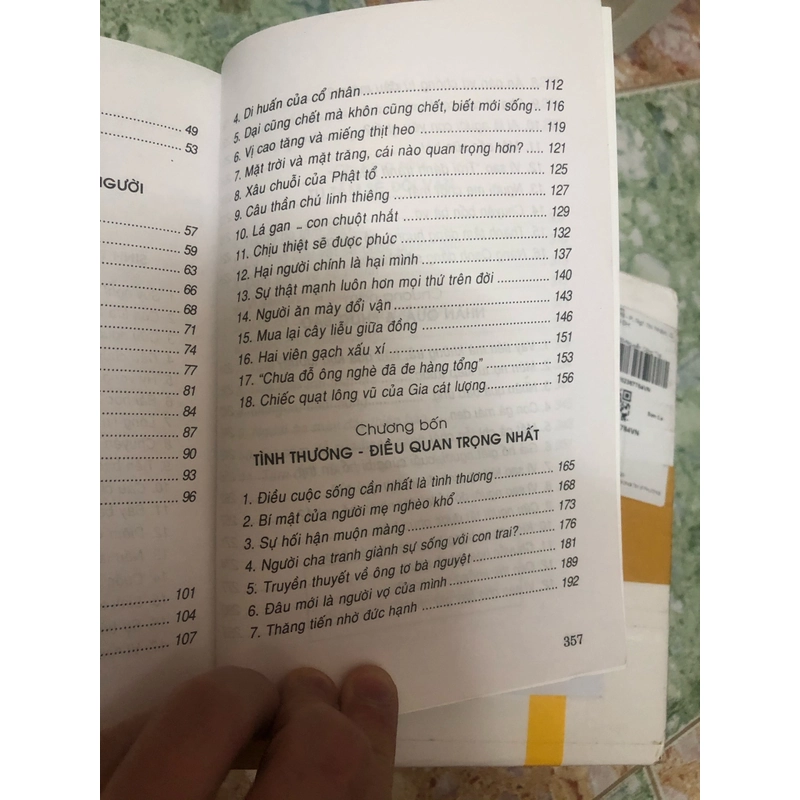 49
53
GƯỜI
57
59
63
66
68
71
74
77
81
84
87
90
93
96
101
104
107
4. Di huấn của cổ nhân 112
5. Dại cũng chết mà khôn cũng chết, biết mới sống 116
6. Vị cao tăng và miếng thịt heo 119
7. Mặt trời và mặt trăng, cái nào quan trọng hơn? 121
8. Xâu chuỗi của Phật tổ 125
9. Câu thần chú linh thiêng 127
10. Lá gan ... con chuột nhắt 129
11. Chịu thiệt sẽ được phúc 132
12. Hại người chính là hại mình 137
13. Sự thật mạnh luôn hơn mọi thứ trên đời 140
14. Người ăn mày đổi vận 143
15. Mua lại cây liễu giữa đồng 146
16. Hai viên gạch xấu xí 151
17. “Chưa đỗ ông nghè đã đe hàng tổng” 153
18. Chiếc quạt lông vũ của Gia cát lượng 156
Chương bốn
TÌNH THƯƠNG - ĐIỀU QUAN TRỌNG NHẤT
1. Điều cuộc sống cần nhất là tình thương 165
2. Bí mật của người mẹ nghèo khổ 168
3. Sự hối hận muộn màng 173
4. Người cha tranh giành sự sống với con trai? 176
5. Truyền thuyết về ông tơ bà nguyệt 181
6. Đâu mới là người vợ của mình 189
7. Thăng tiến nhờ đức hạnh 192
357